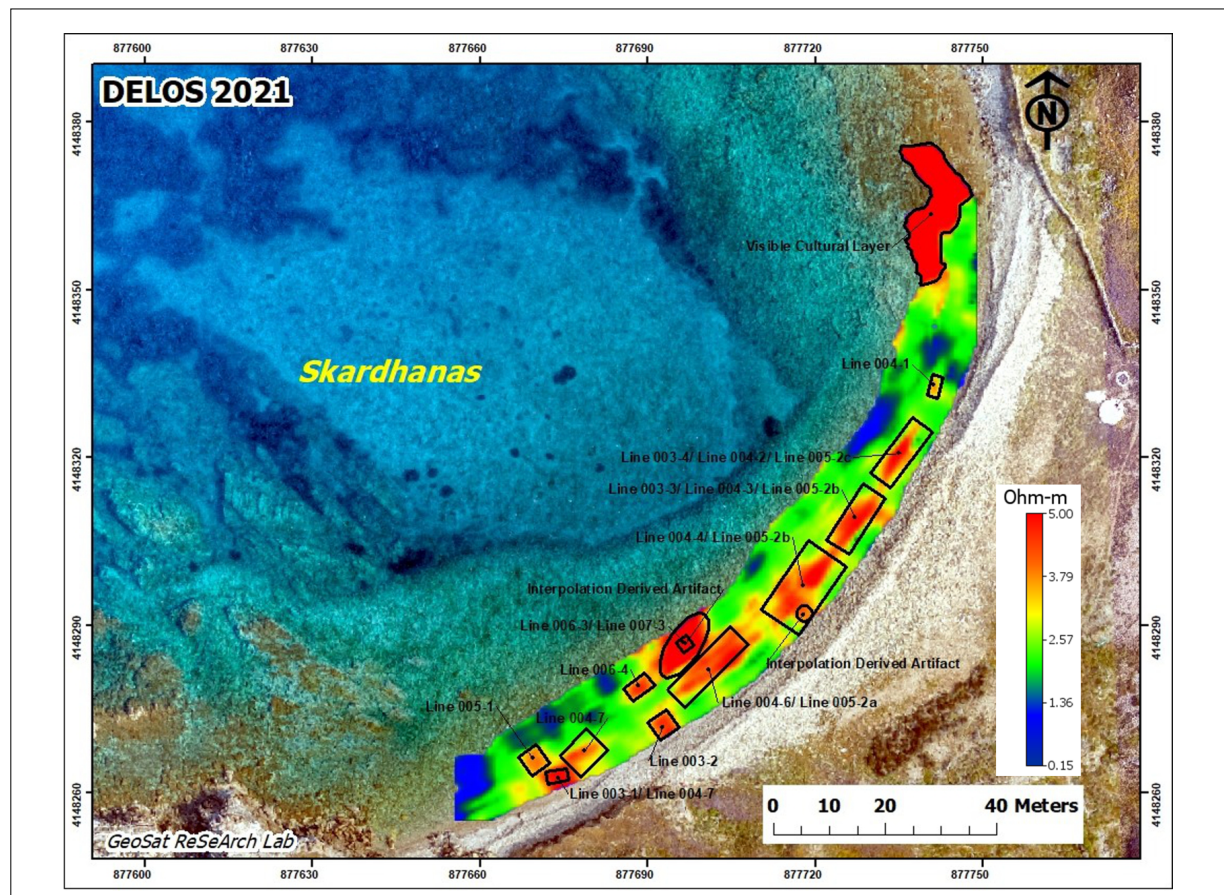 877600 877630 877660 877690 877720 877750
DELOS 2021
N
4148380 4148380
Visible Cultural Layer
4148350 4148350
Line 004-1
Skardhanas
4148320 4148320
Line 003-4/ Line 004-2/ Line 005-2c
Line 003-3/ Line 004-3/ Line 005-2b
Line 004-4/ Line 005-2b
Interpolation Derived Artifact
Line 006-3/ Line 007-3
4148290 4148290
Interpolation Derived Artifact
Line 006-4
Line 004-6/ Line 005-2a
Line 005-1
Line 004-7
Line 003-2
4148260 4148260
Line 003-1/ Line 004-7
Ohm-m
5.00
3.79
2.57
1.36
0.15
0 10 20 40 Meters
GeoSat ReSeArch Lab
877600 877630 877660 877690 877720 877750